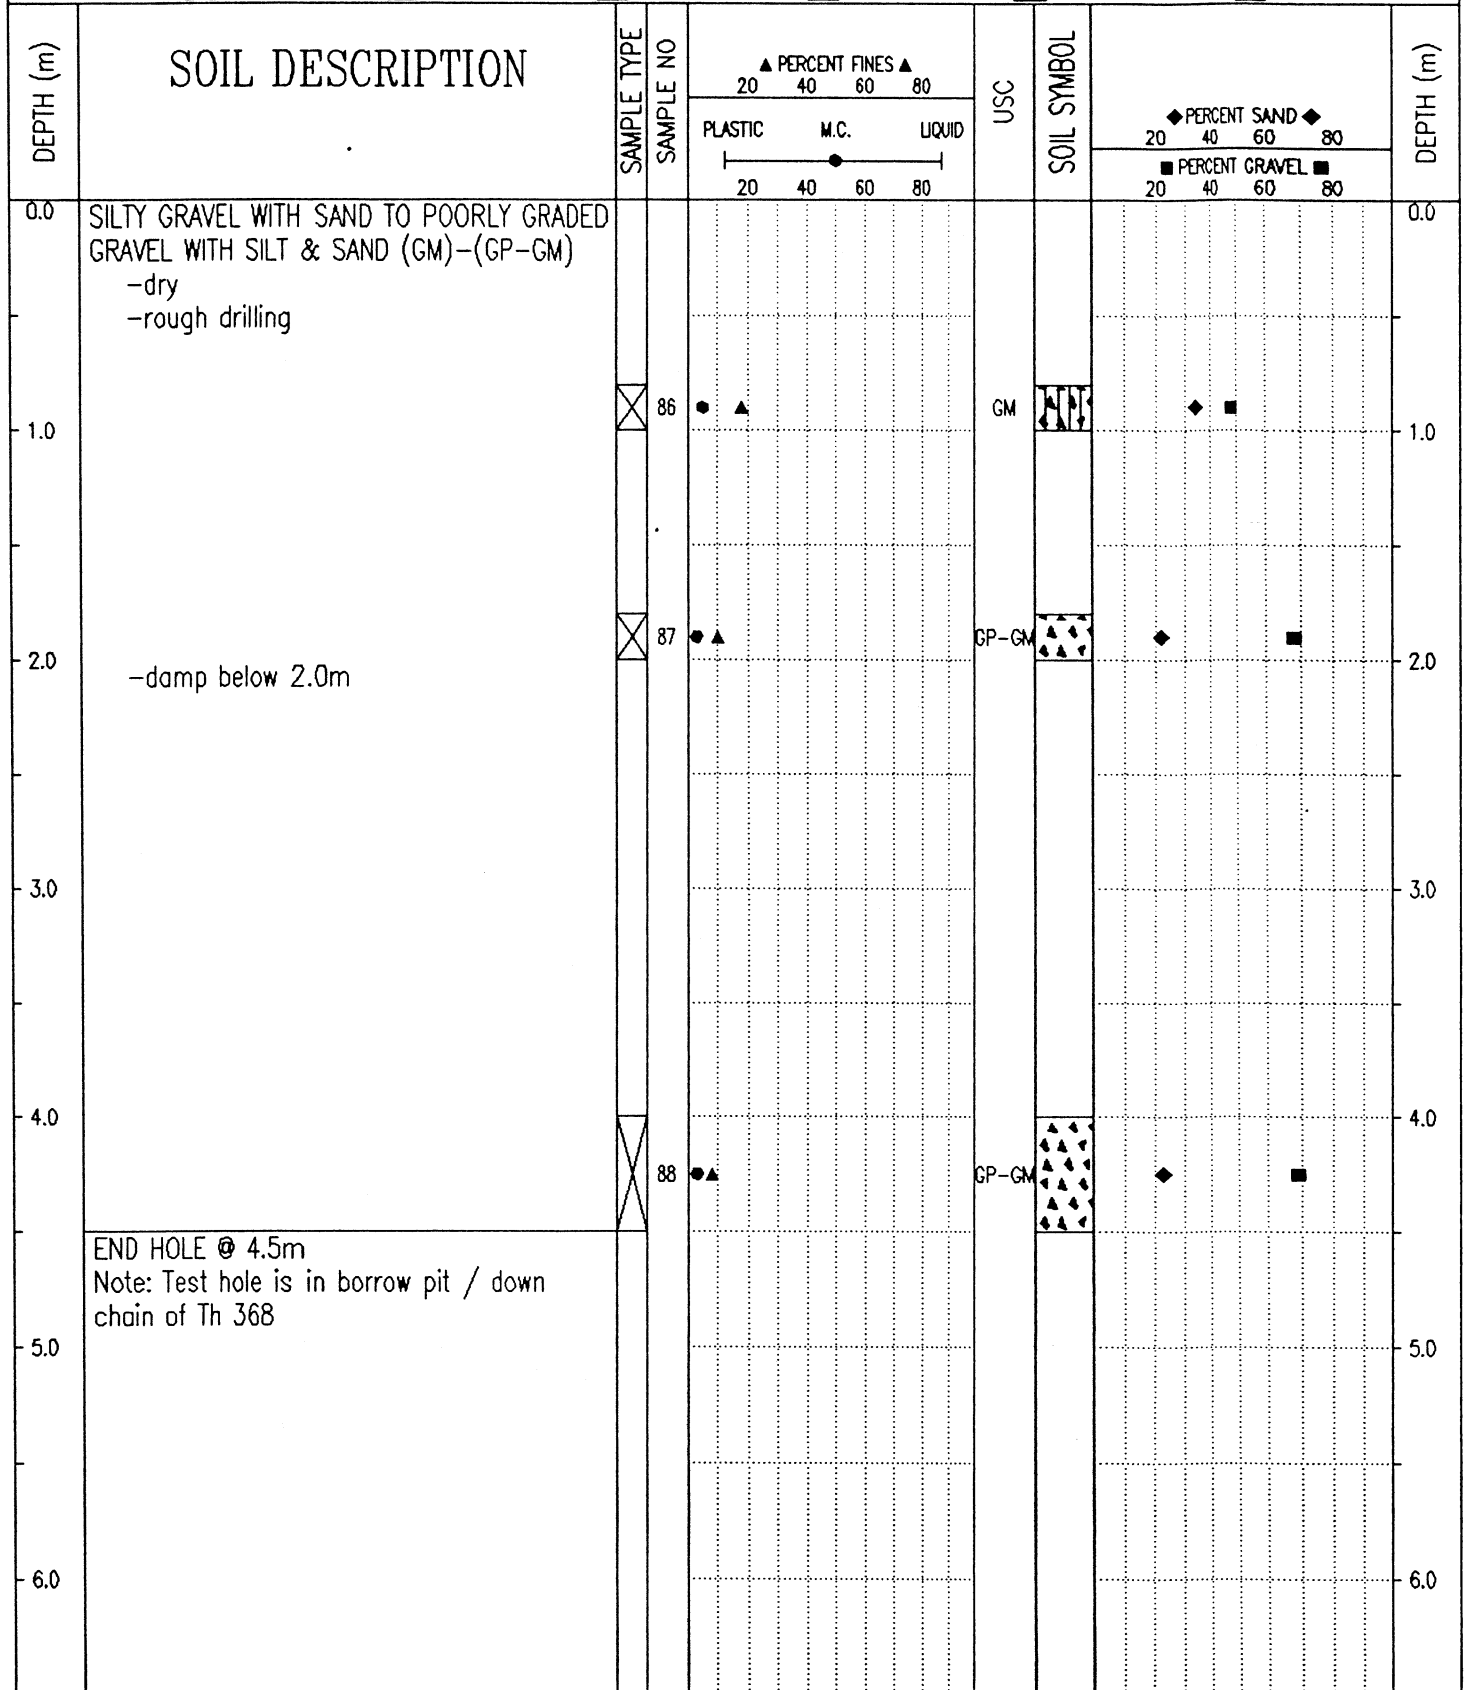 DEPTH (m)
SOIL DESCRIPTION
SAMPLE TYPE
SAMPLE NO
▲ PERCENT FINES ▲
20 40 60 80
PLASTIC M.C. LIQUID
20 40 60 80
USC
SOIL SYMBOL
◆ PERCENT SAND ◆
20 40 60 80
■ PERCENT GRAVEL ■
20 40 60 80
DEPTH (m)
0.0 SILTY GRAVEL WITH SAND TO POORLY GRADED 0.0
GRAVEL WITH SILT & SAND (GM)-(GP-GM)
-dry
-rough drilling
86 GM
1.0 1.0
87 GP-GM
2.0 2.0
-damp below 2.0m
3.0 3.0
4.0 4.0
88 GP-GM
END HOLE @ 4.5m
Note: Test hole is in borrow pit / down
chain of Th 368
5.0 5.0
6.0 6.0